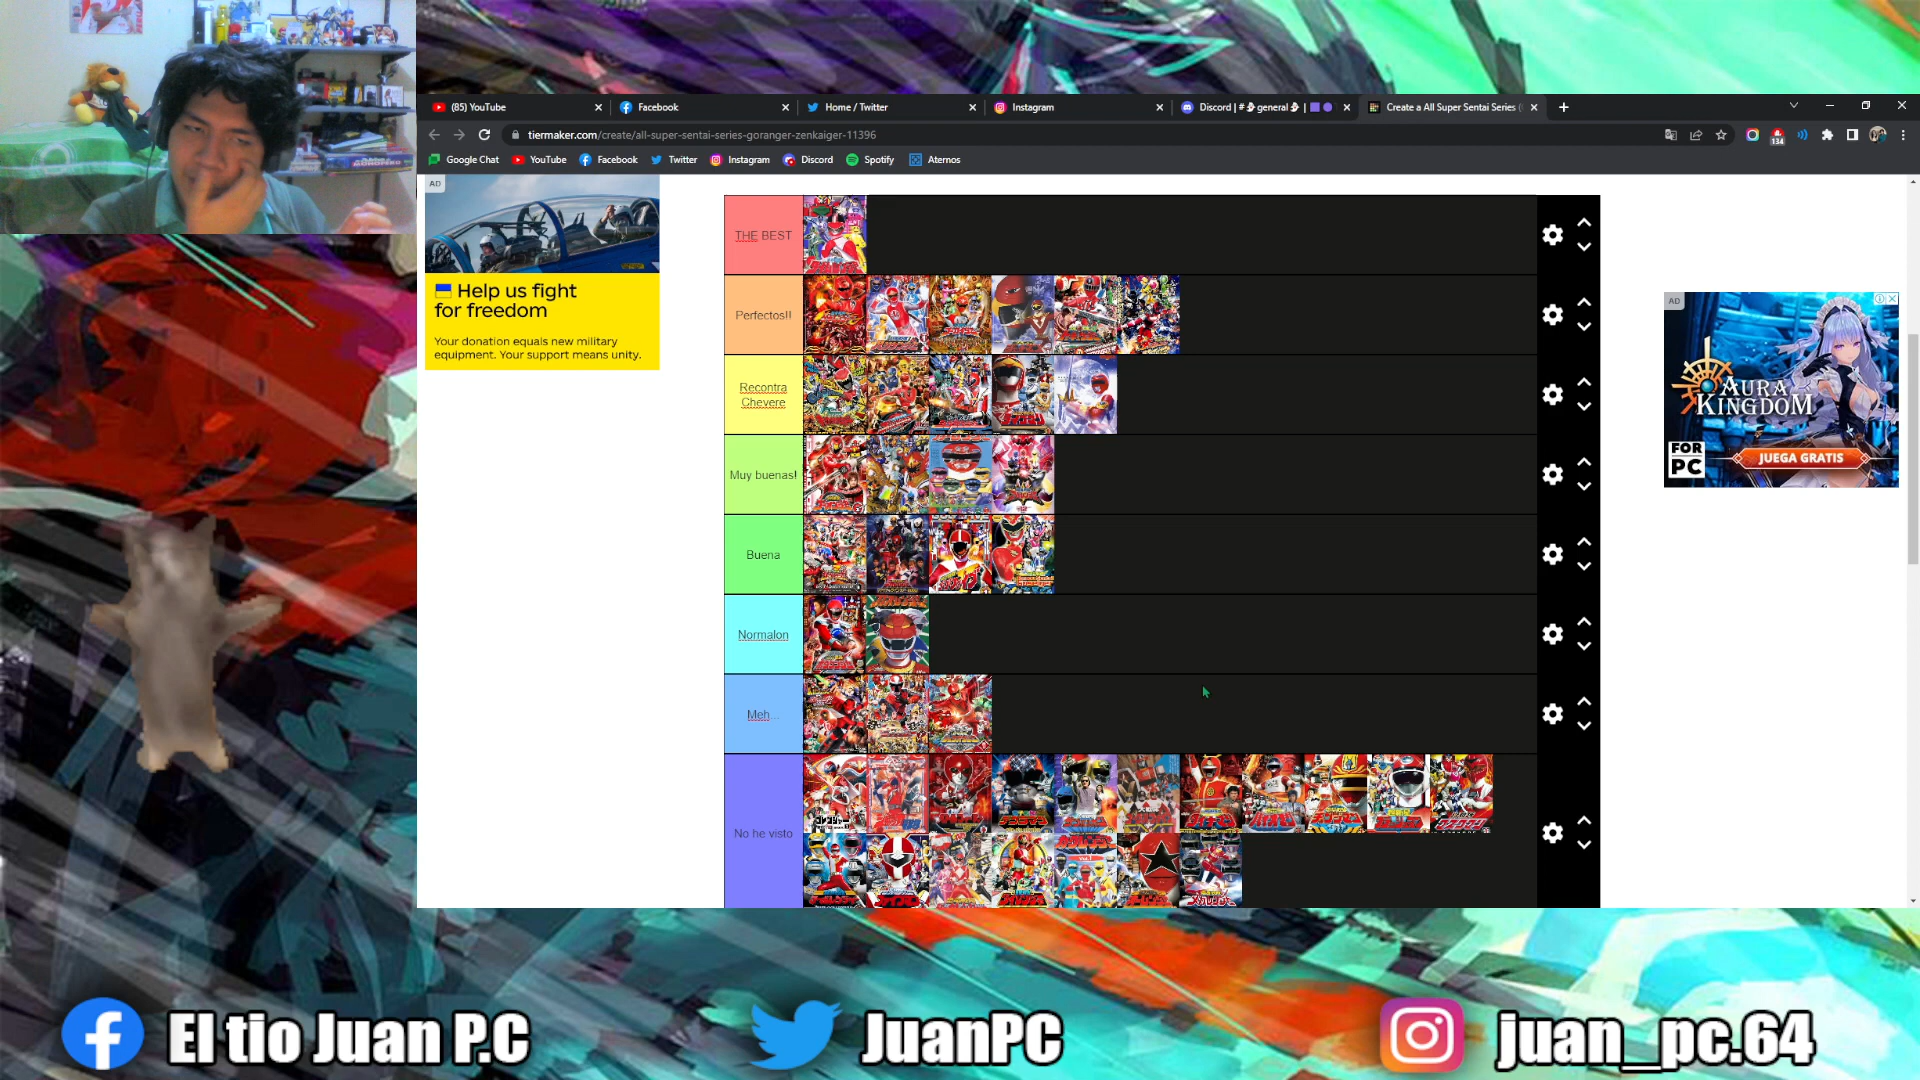 (85) YouTube
Facebook
Home / Twitter
Instagram
Discord | #
general
Create a All Super Sentai Series (
tiermaker.com/create/all-super-sentai-series-goranger-zenkaiger-11396
134
Google Chat
YouTube
Facebook
Twitter
Instagram
Discord
Spotify
Aternos
AD
Help us fight
for freedom
Your donation equals new military
equipment. Your support means unity.
THE BEST
Perfectos!!
Recontra
Chevere
Muy buenas!
Buena
Normalon
Meh...
No he visto
AD
AURA
KINGDOM
FOR
PC
JUEGA GRATIS
El tio Juan P.C
JuanPC
juan_pc.64